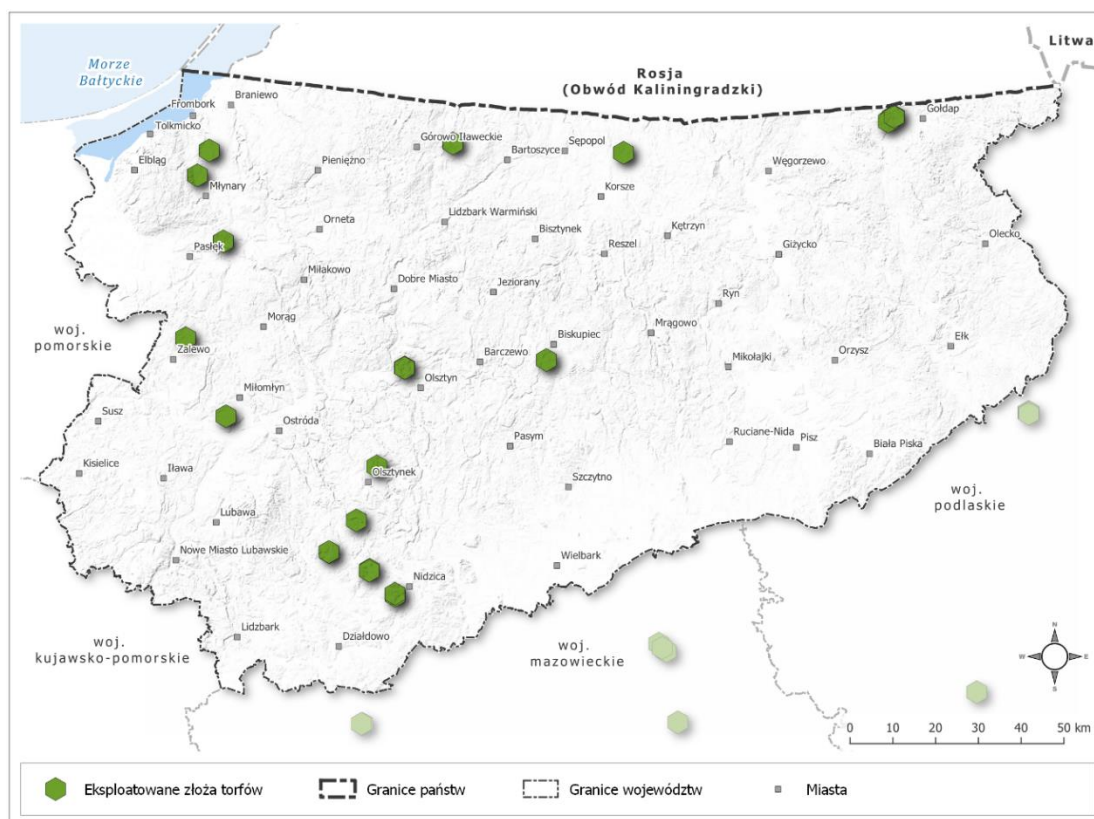 Litwa
Morze
Bałtyckie
Rosja
(Obwód Kaliningradzki)
Braniewo
Frombork
Gołdap
Tolkmicko
Górowo Iławeckie
Sępopol
Bartoszyce
Elbląg
Pieniężno
Węgorzewo
Młynary
Korsze
Lidzbark Warmiński
Orneta
Bisztynek
Kętrzyn
Olecko
Pasłęk
Reszel
Giżycko
Miłakowo
Dobre Miasto
Jeziorany
Ryn
Morąg
Mrągowo
woj.
pomorskie
Zalewo
Barczewo
Biskupiec
Ełk
Mikołajki
Orzysz
Olsztyn
Miłomłyn
Susz
Ostróda
Pasym
Ruciane-Nida
Pisz
Biała Piska
Kisielice
Iława
Olsztynek
Szczytno
woj.
podlaskie
Lubawa
Nowe Miasto Lubawskie
Wielbark
Nidzica
Lidzbark
Działdowo
woj.
kujawsko-pomorskie
woj.
mazowieckie
N
W E
S
0 10 20 30 40 50 km
Eksploatowane złoża torfów
Granice państw
Granice województw
Miasta